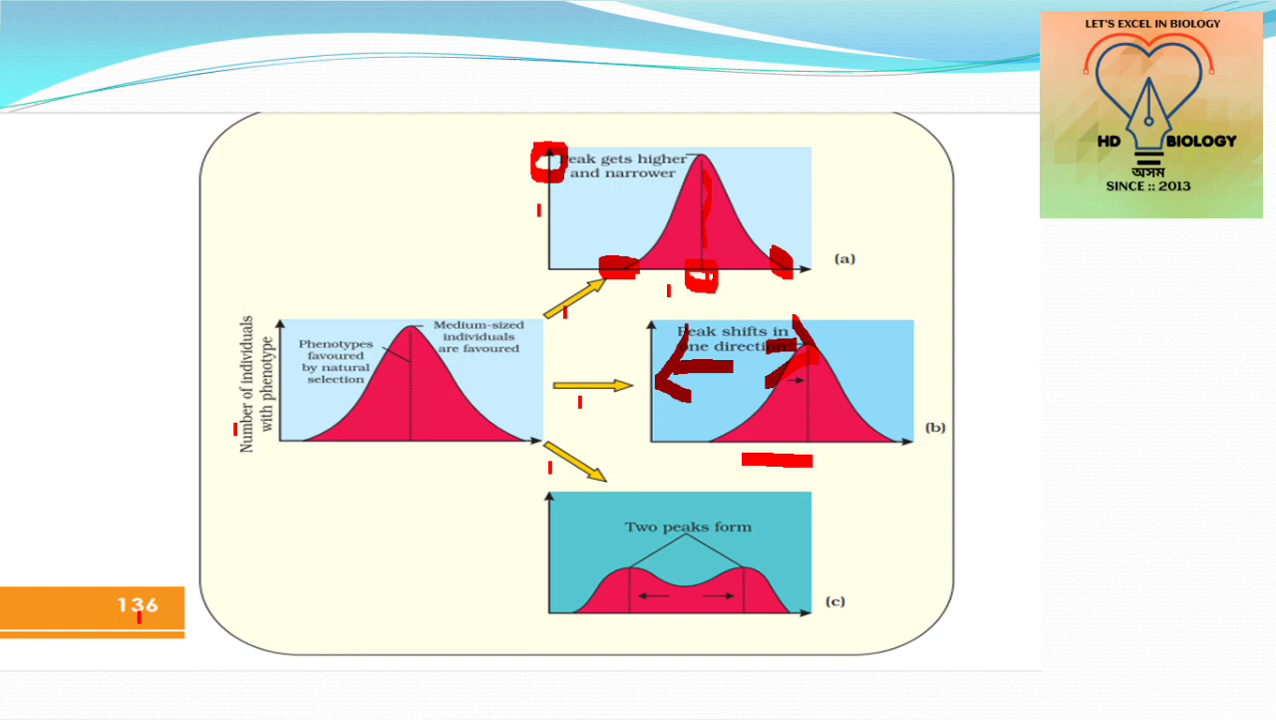 LET'S EXCEL IN BIOLOGY
HD BIOLOGY
অসম
SINCE :: 2013
Peak gets higher
and narrower
(a)
Number of individuals
with phenotype
Phenotypes
favoured
by natural
selection
Medium-sized
individuals
are favoured
Peak shifts in
one direction
(b)
Two peaks form
(c)
136